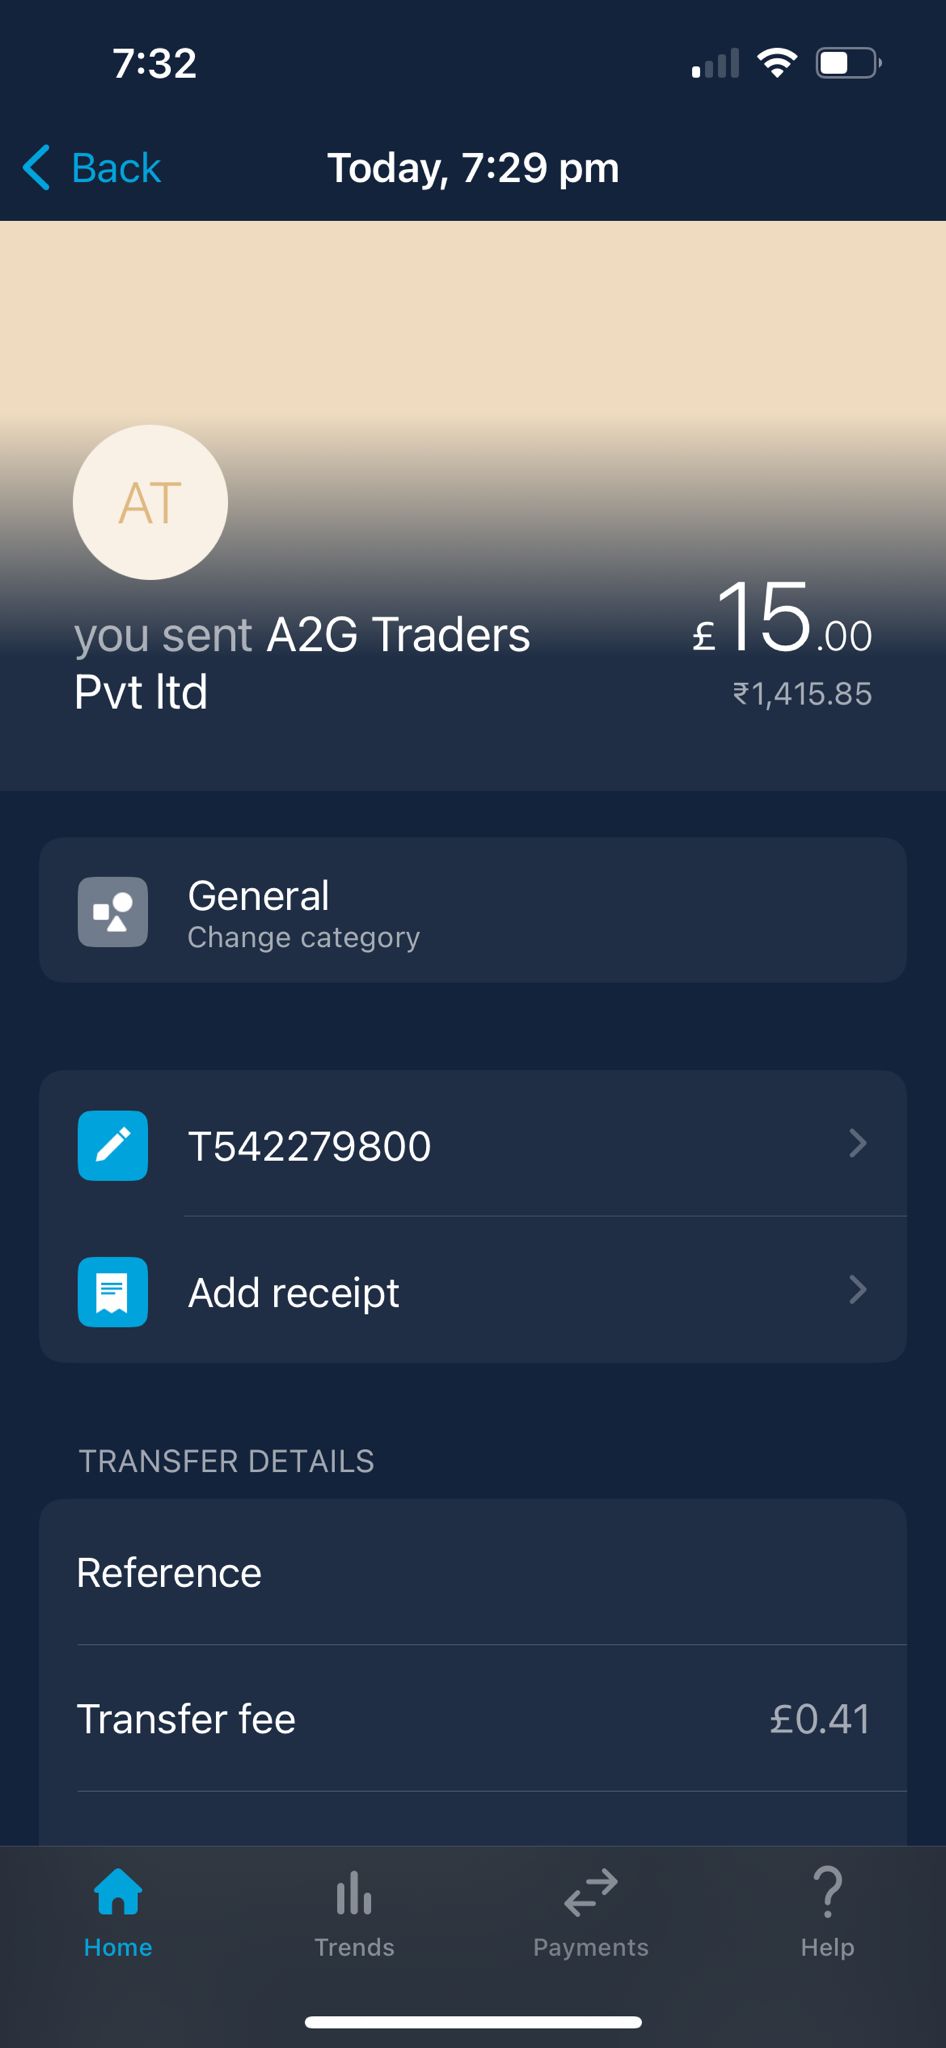 7:32
Back
Today, 7:29 pm
AT
you sent A2G Traders
Pvt ltd
£15.00
₹1,415.85
General
Change category
T542279800
Add receipt
TRANSFER DETAILS
Reference
Transfer fee
£0.41
Home
Trends
Payments
Help